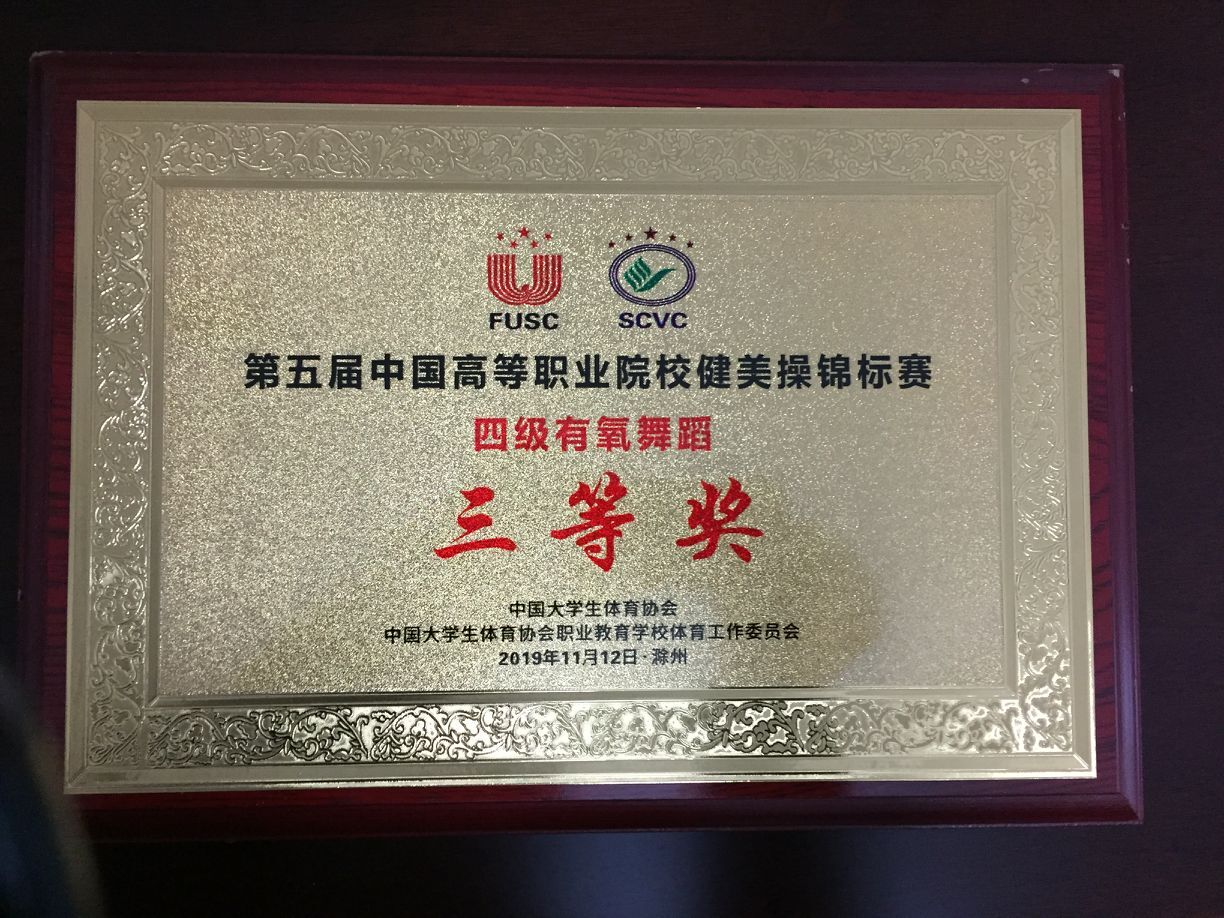 FUSC SCVC
第五届中国高等职业院校健美操锦标赛
四级有氧舞蹈
三等奖
中国大学生体育协会
中国大学生体育协会职业教育学校体育工作委员会
2019年11月12日·滁州